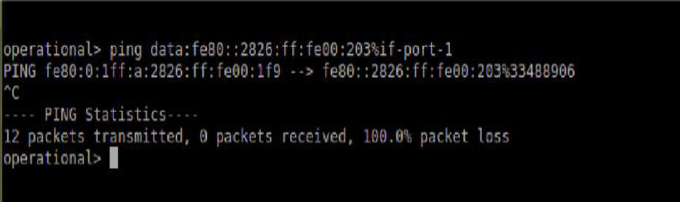 operational> ping data:fe80::2826:ff:fe00:203%if-port-1
PING fe80:0:1ff:a:2826:ff:fe00:1f9 --> fe80::2826:ff:fe00:203%33488906
^C
---- PING Statistics----
12 packets transmitted, 0 packets received, 100.0% packet loss
operational>